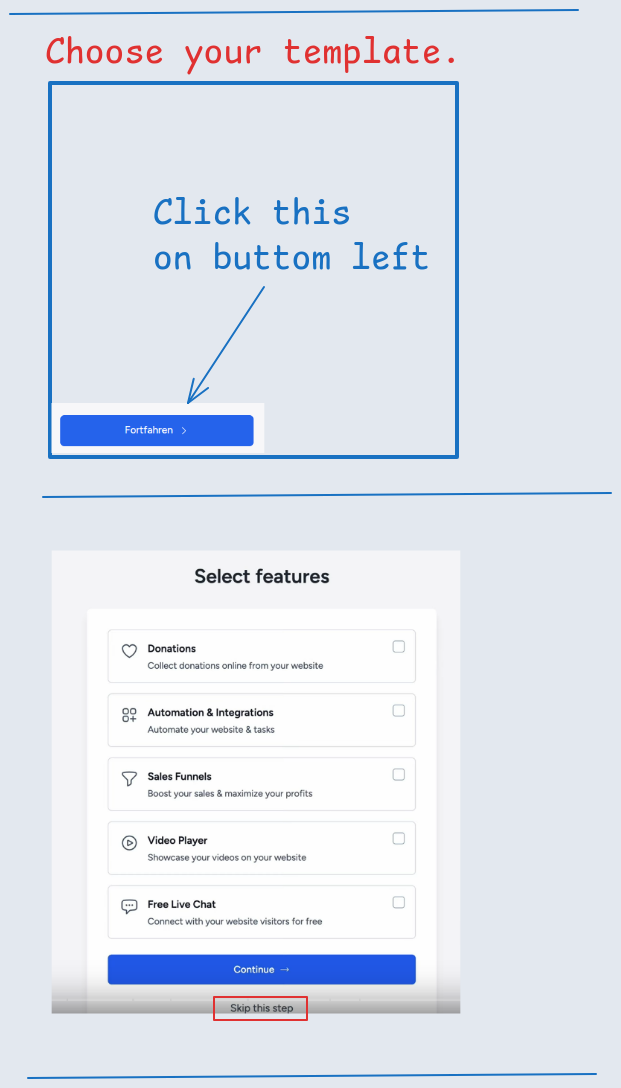 Choose your template.
Click this
on buttom left
Fortfahren
Select features
Donations
Collect donations online from your website
Automation & Integrations
Automate your website & tasks
Sales Funnels
Boost your sales & maximize your profits
Video Player
Showcase your videos on your website
Free Live Chat
Connect with your website visitors for free
Continue →
Skip this step